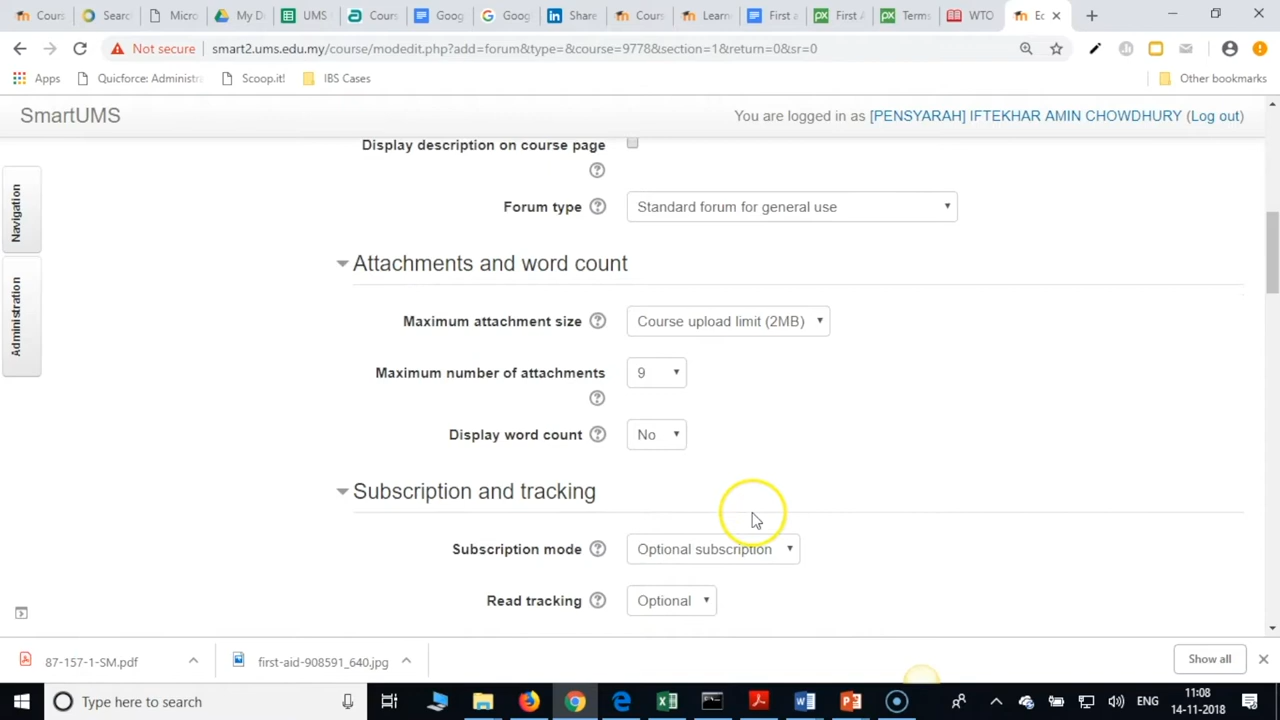 Cours
Searc
Micro
My D
UMS
Cours
Goog
Goog
Share
Cours
Learn
First a
First A
Terms
WTO
Ec
Not secure
smart2.ums.edu.my/course/modedit.php?add=forum&type=&course=9778&section=1&return=0&sr=0
Apps
Quicforce: Administra
Scoop.it!
IBS Cases
Other bookmarks
SmartUMS
You are logged in as [PENSYARAH] IFTEKHAR AMIN CHOWDHURY (Log out)
Navigation
Administration
Display description on course page
Forum type
Standard forum for general use
Attachments and word count
Maximum attachment size
Course upload limit (2MB)
Maximum number of attachments
9
Display word count
No
Subscription and tracking
Subscription mode
Optional subscription
Read tracking
Optional
87-157-1-SM.pdf
first-aid-908591_640.jpg
Show all
Type here to search
ENG
11:08
14-11-2018